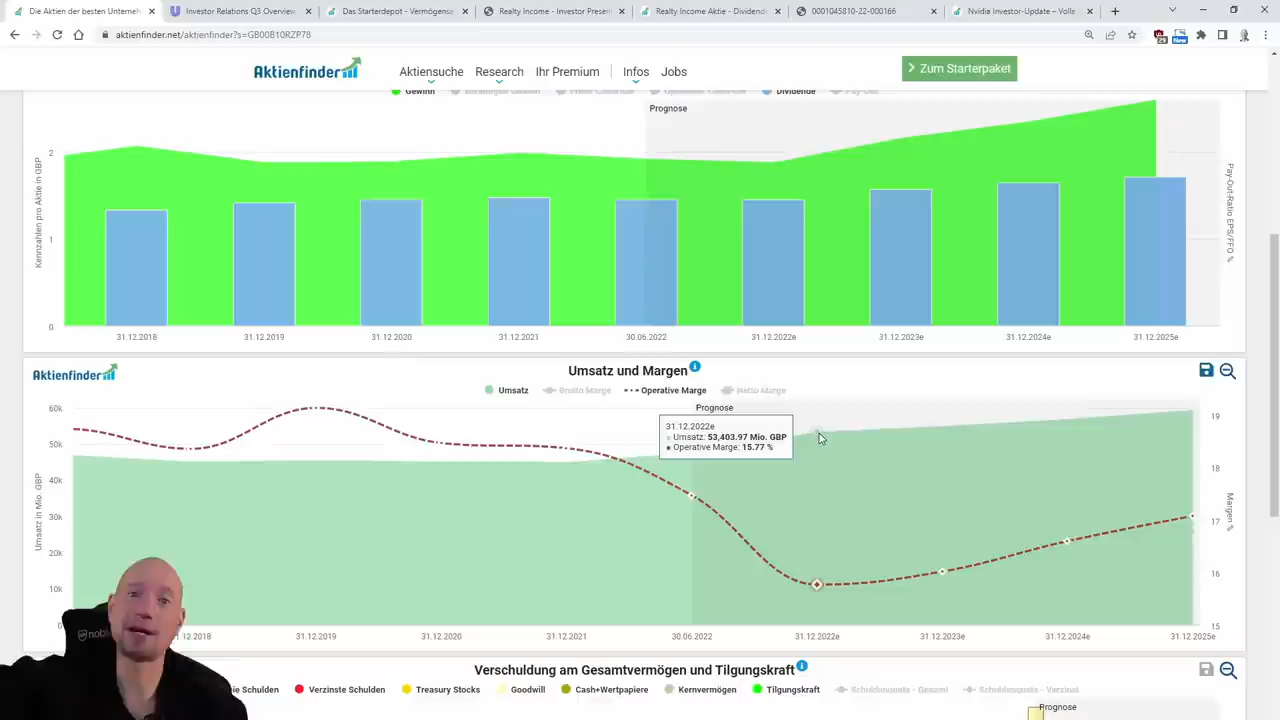 Die Aktien der besten Unterneh
Investor Relations Q3 Overview
Das Starterdepot - Vermögense
Realty Income - Investor Presen
Realty Income Aktie - Dividende
0001045810-22-000166
Nvidia Investor-Update – Volle
aktienfinder.net/aktienfinder?s=GB00B10RZP78
Aktienfinder
Aktiensuche
Research
Ihr Premium
Infos
Jobs
Zum Starterpaket
Gewinn
Dividende
Prognose
Kennzahlen pro Aktie in GBP
2
1
0
Pay-Out-Ratio EPS/FFO %
31.12.2018
31.12.2019
31.12.2020
31.12.2021
30.06.2022
31.12.2022e
31.12.2023e
31.12.2024e
31.12.2025e
Aktienfinder
Umsatz und Margen
Umsatz
Brutto Marge
Operative Marge
Netto Marge
Prognose
31.12.2022e
Umsatz: 53,403.97 Mio. GBP
Operative Marge: 15.77 %
Umsatz in Mio. GBP
60k
50k
40k
30k
20k
10k
0
19
18
17
16
15
Margen %
12.2018
31.12.2019
31.12.2020
31.12.2021
30.06.2022
31.12.2022e
31.12.2023e
31.12.2024e
31.12.2025e
Verschuldung am Gesamtvermögen und Tilgungskraft
Schulden
Verzinste Schulden
Treasury Stocks
Goodwill
Cash+Wertpapiere
Kernvermögen
Tilgungskraft
Schuldenquote - Gesamt
Schuldenquote - Verzinst
Prognose